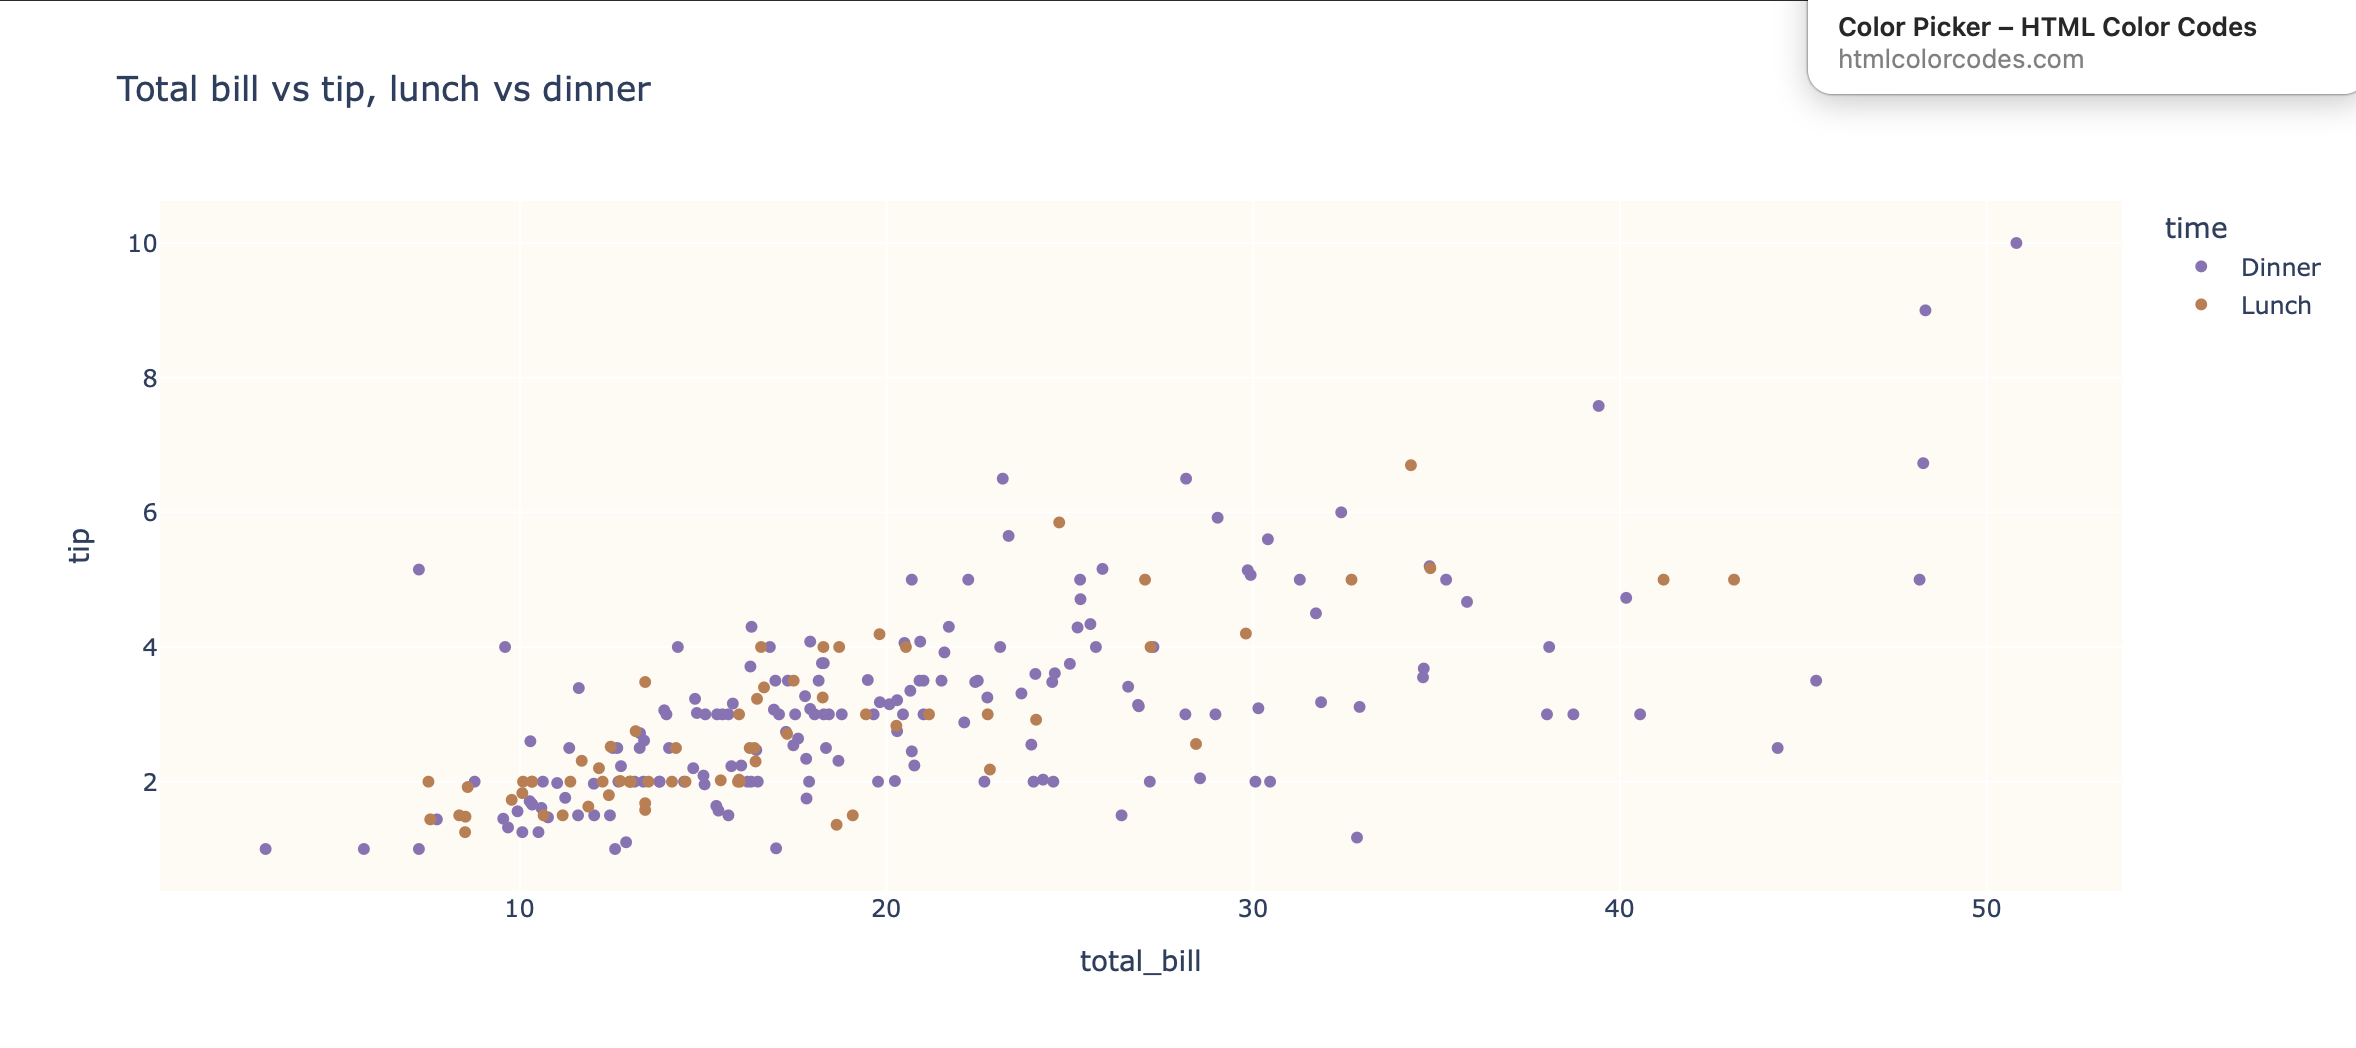 Color Picker – HTML Color Codes
htmlcolorcodes.com
Total bill vs tip, lunch vs dinner
time
Dinner
Lunch
10
8
6
4
2
tip
10
20
30
40
50
total_bill